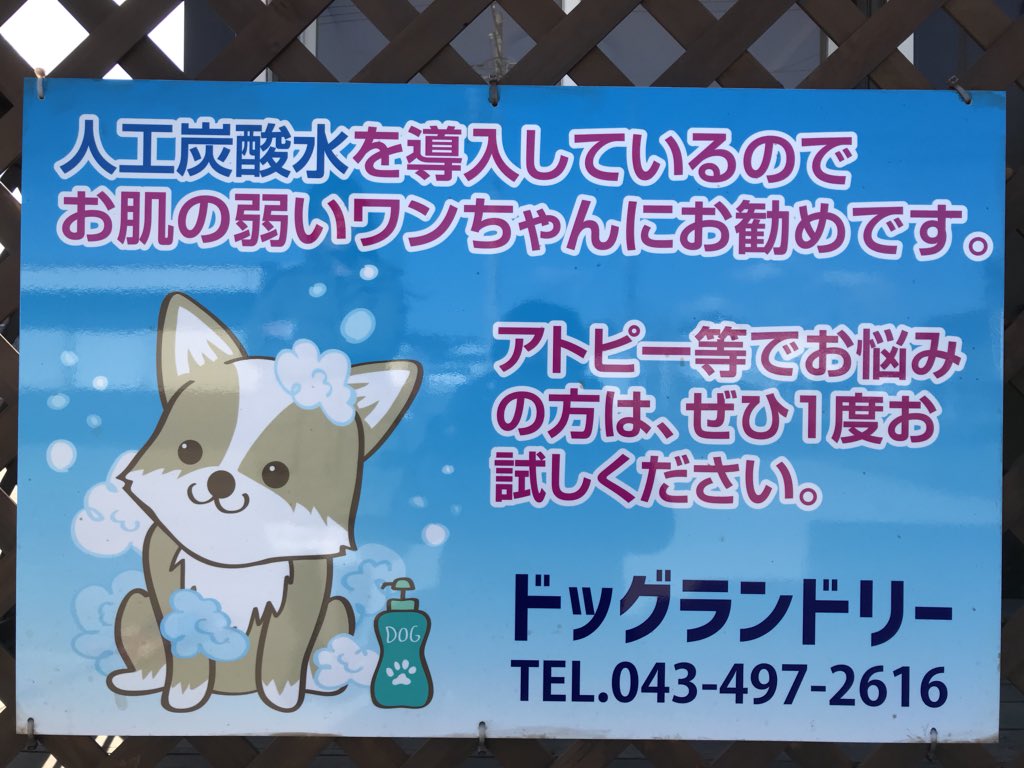 人工炭酸水を導入しているので
お肌の弱いワンちゃんにお勧めです。
アトピー等でお悩み
の方は、ぜひ1度お
試しください。
DOG
ドッグランドリー
TEL.043-497-2616